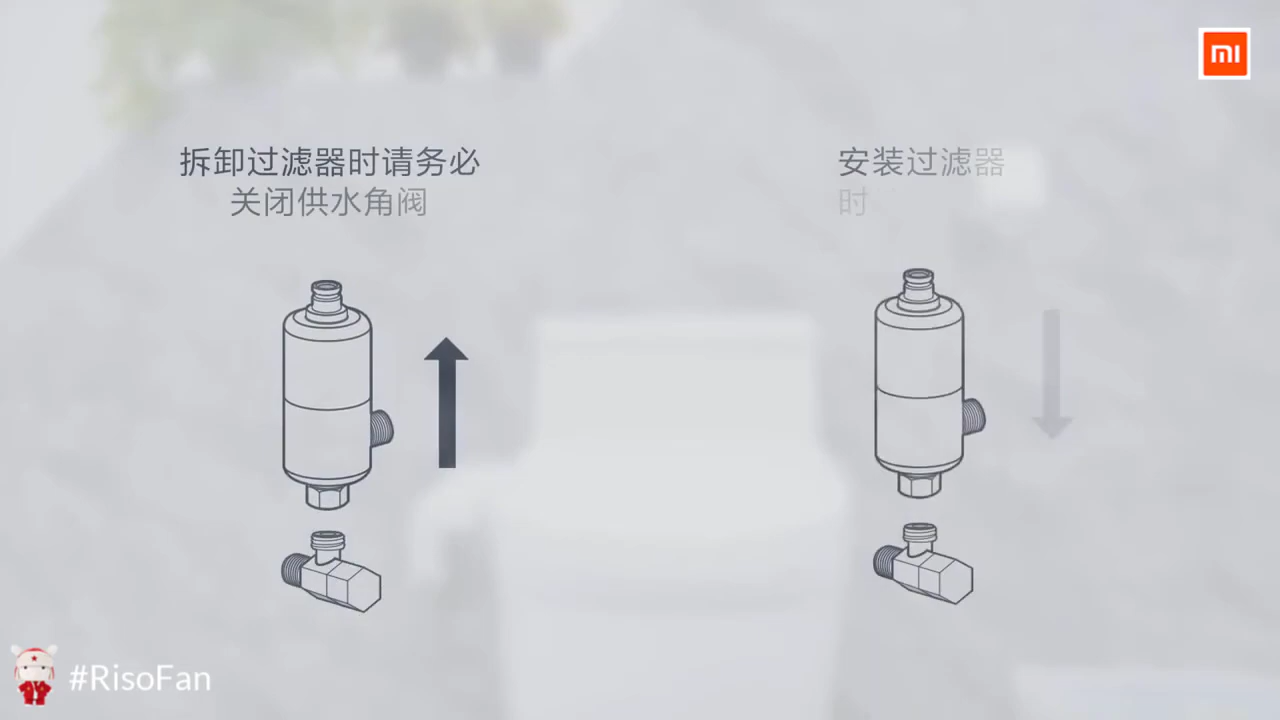 拆卸过滤器时请务必
关闭供水角阀
安装过滤器
时
mi
#RisoFan